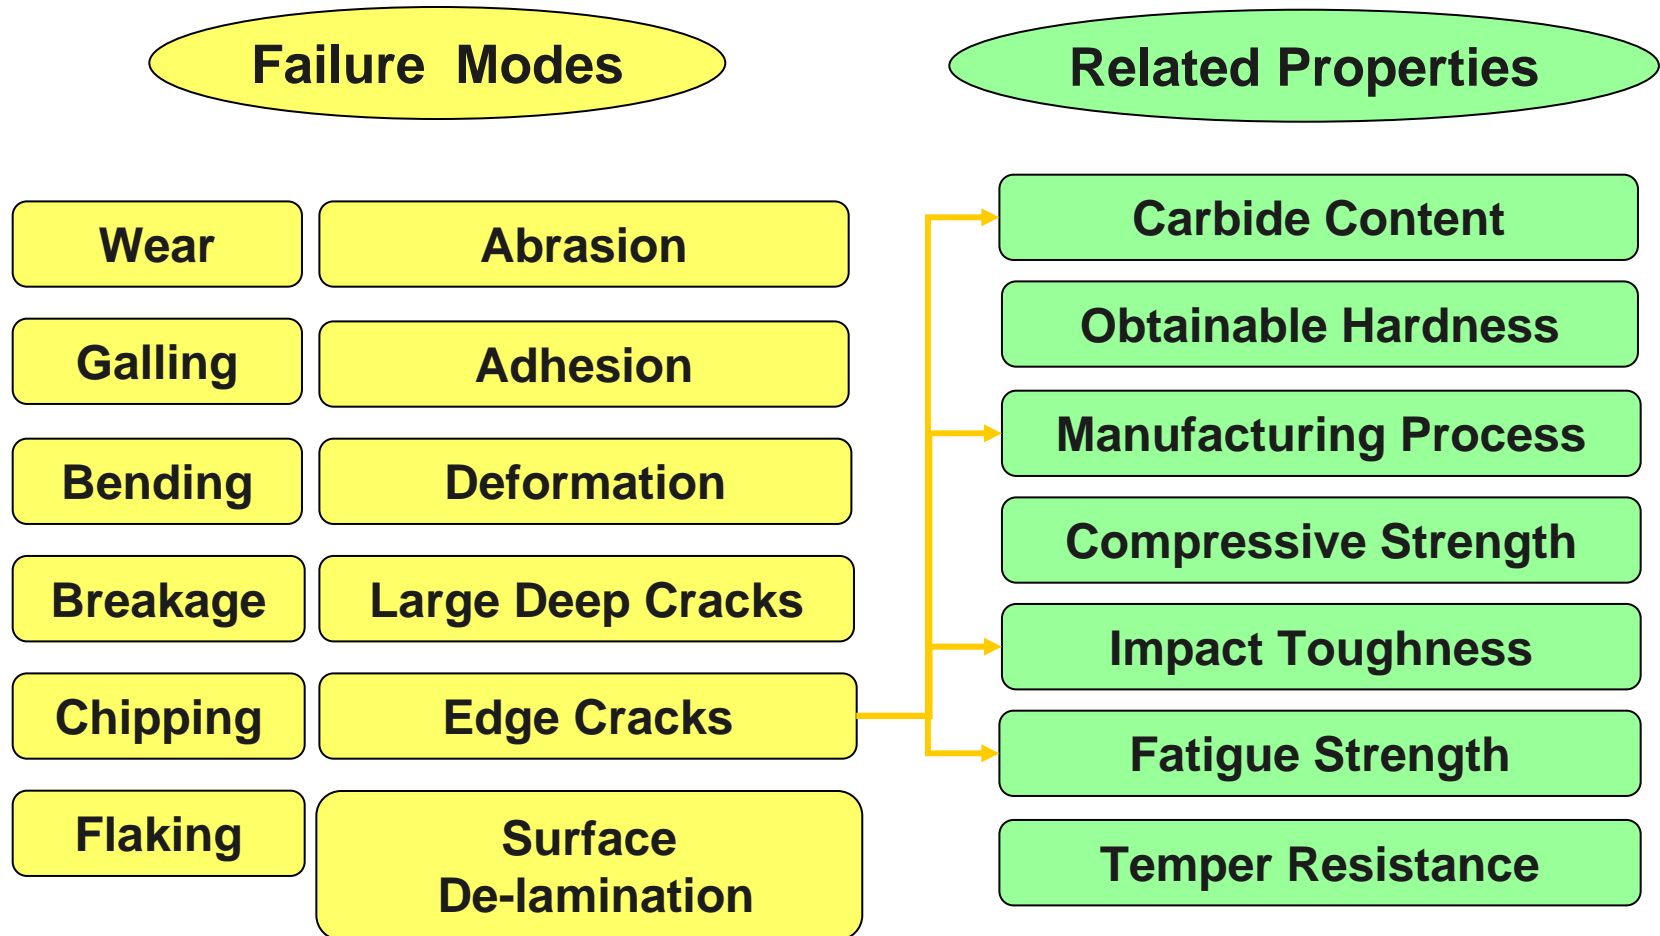 Failure Modes
Related Properties
Wear
Abrasion
Galling
Adhesion
Bending
Deformation
Breakage
Large Deep Cracks
Chipping
Edge Cracks
Flaking
Surface
De-lamination
Carbide Content
Obtainable Hardness
Manufacturing Process
Compressive Strength
Impact Toughness
Fatigue Strength
Temper Resistance